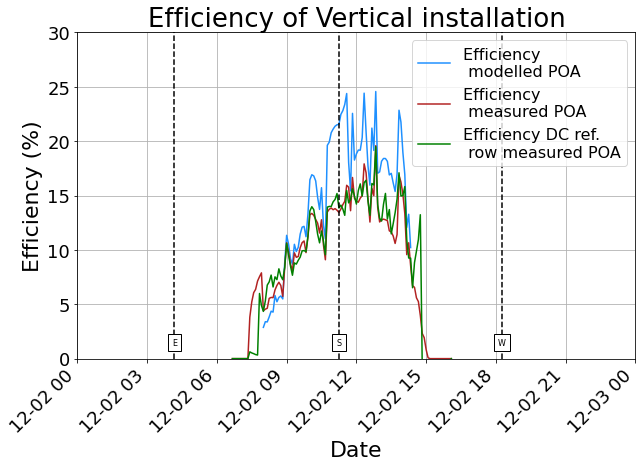 Efficiency of Vertical installation
30
25
20
15
10
5
0
Efficiency (%)
Efficiency
modelled POA
Efficiency
measured POA
Efficiency DC ref.
row measured POA
E
S
W
12-02 00
12-02 03
12-02 06
12-02 09
12-02 12
12-02 15
12-02 18
12-02 21
12-03 00
Date